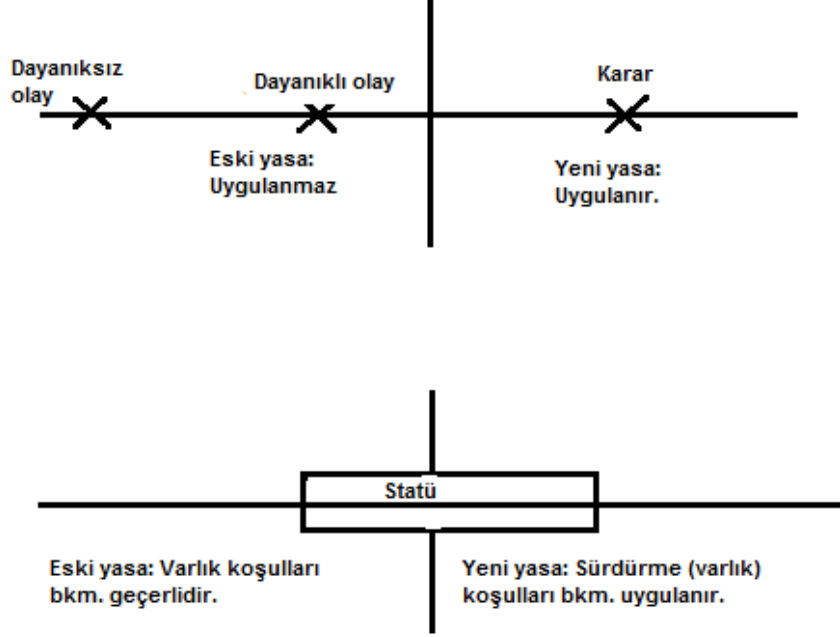 Dayanıksız
olay
Dayanıklı olay
Karar
Eski yasa:
Uygulanmaz
Yeni yasa:
Uygulanır.
Statü
Eski yasa: Varlık koşulları
bkm. geçerlidir.
Yeni yasa: Sürdürme (varlık)
koşulları bkm. uygulanır.